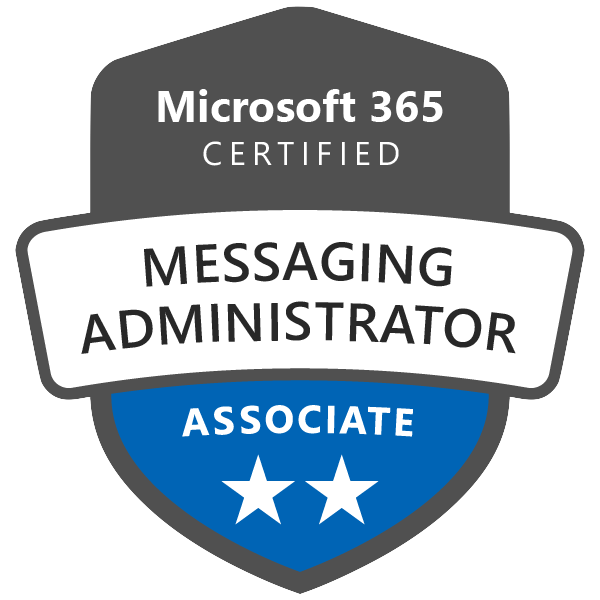 Microsoft 365
CERTIFIED
MESSAGING
ADMINISTRATOR
ASSOCIATE